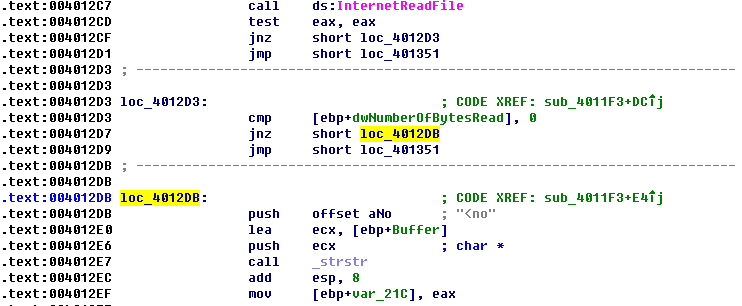 .text:004012C7 call ds:InternetReadFile
.text:004012CD test eax, eax
.text:004012CF jnz short loc_4012D3
.text:004012D1 jmp short loc_401351
.text:004012D3 ; ---------------------------------------------------------------------------
.text:004012D3
.text:004012D3 loc_4012D3: ; CODE XREF: sub_4011F3+DC↑j
.text:004012D3 cmp [ebp+dwNumberOfBytesRead], 0
.text:004012D7 jnz short loc_4012DB
.text:004012D9 jmp short loc_401351
.text:004012DB ; ---------------------------------------------------------------------------
.text:004012DB
.text:004012DB loc_4012DB: ; CODE XREF: sub_4011F3+E4↑j
.text:004012DB push offset aNo ; "<no"
.text:004012E0 lea ecx, [ebp+Buffer]
.text:004012E6 push ecx ; char *
.text:004012E7 call _strstr
.text:004012EC add esp, 8
.text:004012EF mov [ebp+var_21C], eax